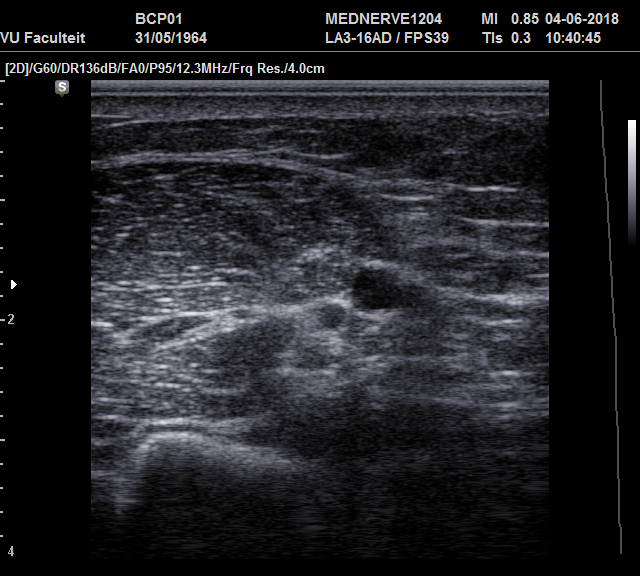 BCP01 MEDNERVE1204 MI 0.85 04-06-2018
VU Faculteit 31/05/1964 LA3-16AD / FPS39 TIs 0.3 10:40:45
[2D]/G60/DR136dB/FA0/P95/12.3MHz/Frq Res./4.0cm
S
2
4